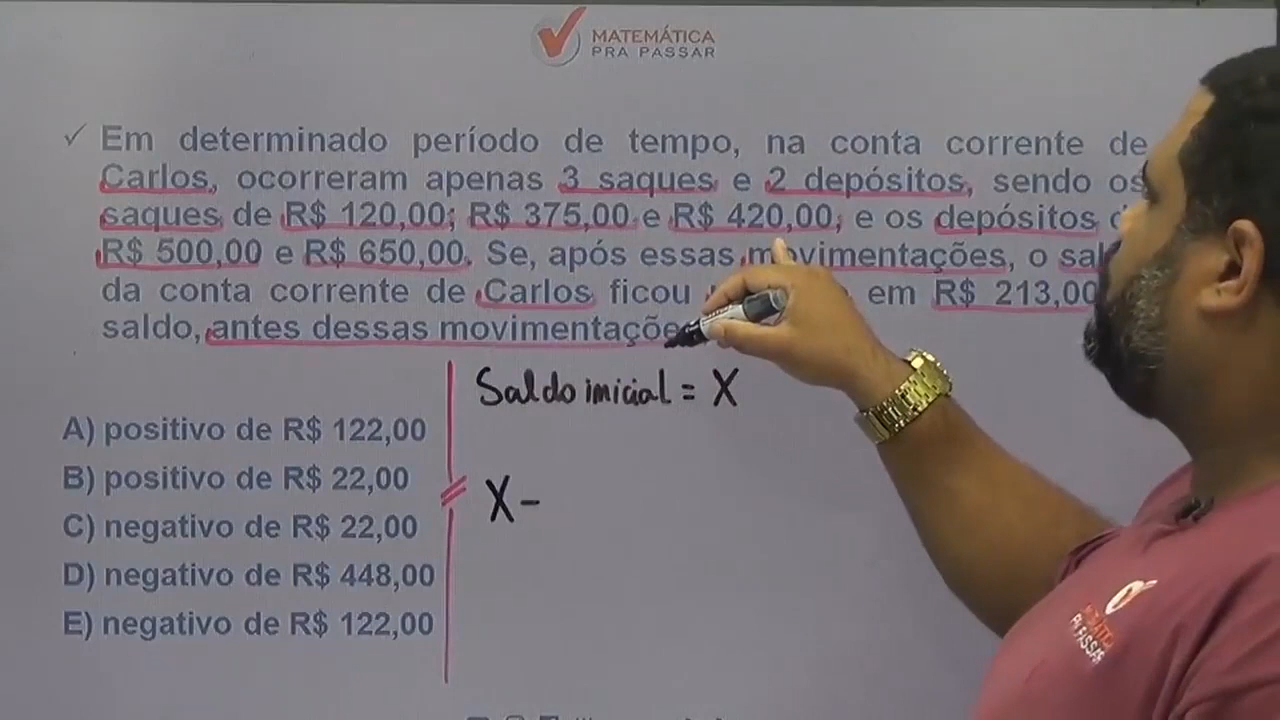 MATEMÁTICA
PRA PASSAR
✓ Em determinado período de tempo, na conta corrente de
Carlos, ocorreram apenas 3 saques e 2 depósitos, sendo os
saques de R$ 120,00; R$ 375,00 e R$ 420,00; e os depósitos
R$ 500,00 e R$ 650,00. Se, após essas movimentações, o
da conta corrente de Carlos ficou em R$ 213,00
saldo, antes dessas
Saldo inicial = X
A) positivo de R$ 122,00
B) positivo de R$ 22,00
X -
C) negativo de R$ 22,00
D) negativo de R$ 448,00
E) negativo de R$ 122,00